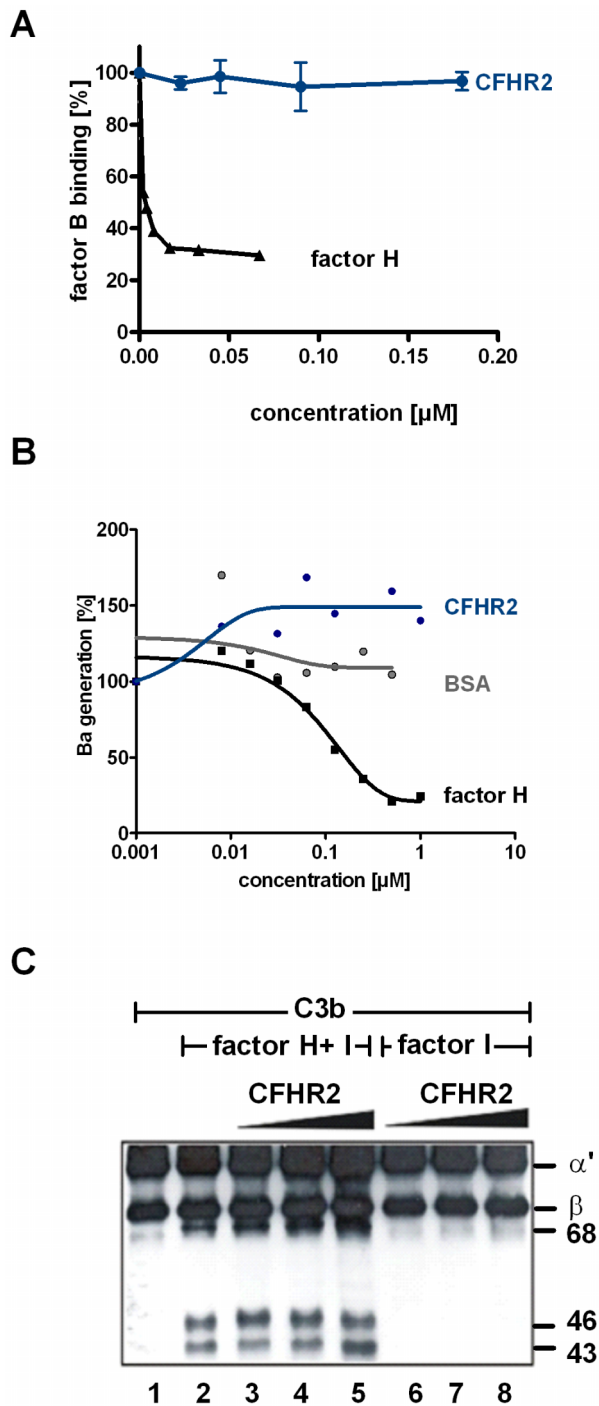 A
100
80
60
40
20
0
factor B binding [%]
CFHR2
factor H
0.00 0.05 0.10 0.15 0.20
concentration [µM]
B
200
150
100
50
0
Ba generation [%]
CFHR2
BSA
factor H
0.001 0.01 0.1 1 10
concentration [µM]
C
C3b
factor H+ I factor I
CFHR2 CFHR2
α'
β
68
46
43
1 2 3 4 5 6 7 8